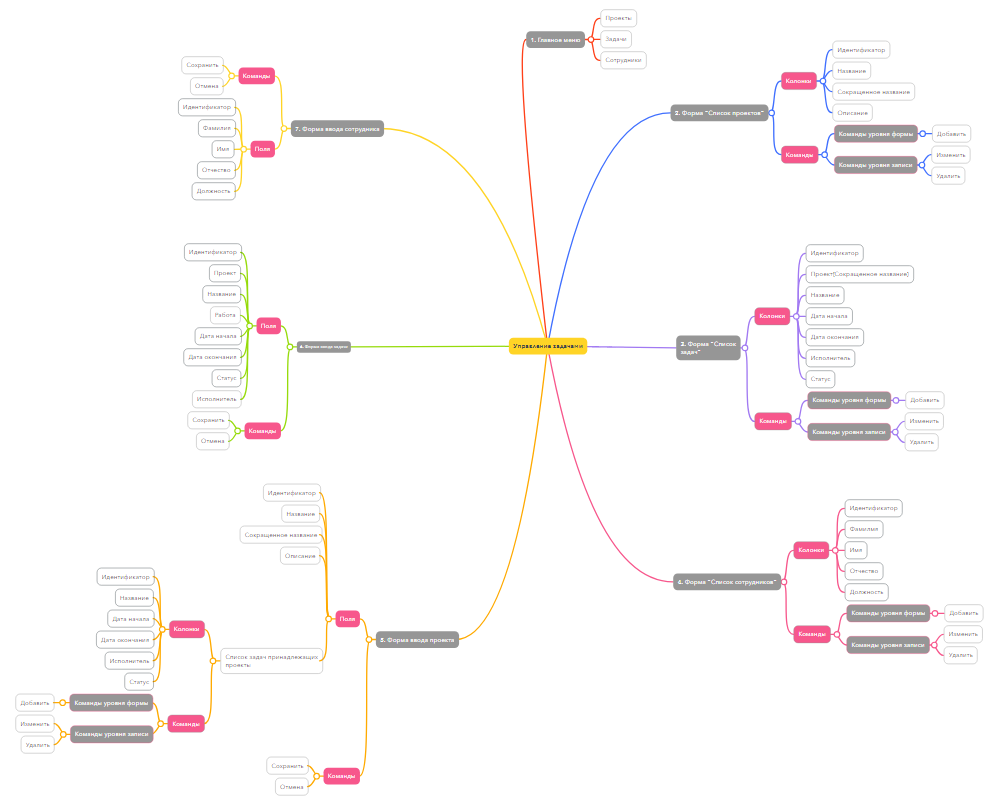 Управление задачами
1. Главное меню
Проекты
Задачи
Сотрудники
2. Форма "Список проектов"
Колонки
Идентификатор
Название
Сокращенное название
Описание
Команды
Команды уровня формы
Добавить
Команды уровня записи
Изменить
Удалить
3. Форма "Список
задач"
Колонки
Идентификатор
Проект(Сокращенное название)
Название
Дата начала
Дата окончания
Исполнитель
Статус
Команды
Команды уровня формы
Добавить
Команды уровня записи
Изменить
Удалить
4. Форма "Список сотрудников"
Колонки
Идентификатор
Фамилмя
Имя
Отчество
Должность
Команды
Команды уровня формы
Добавить
Команды уровня записи
Изменить
Удалить
5. Форма ввода проекта
Поля
Идентификатор
Название
Сокращенное название
Описание
Список задач принадлежащих
проекты
Колонки
Идентификатор
Название
Дата начала
Дата окончания
Исполнитель
Статус
Команды
Команды уровня формы
Добавить
Команды уровня записи
Изменить
Удалить
Команды
Сохранить
Отмена
6. Форма ввода задачи
Поля
Идентификатор
Проект
Название
Работа
Дата начала
Дата окончания
Статус
Исполнитель
Команды
Сохранить
Отмена
7. Форма ввода сотрудника
Команды
Сохранить
Отмена
Поля
Идентификатор
Фамилия
Имя
Отчество
Должность